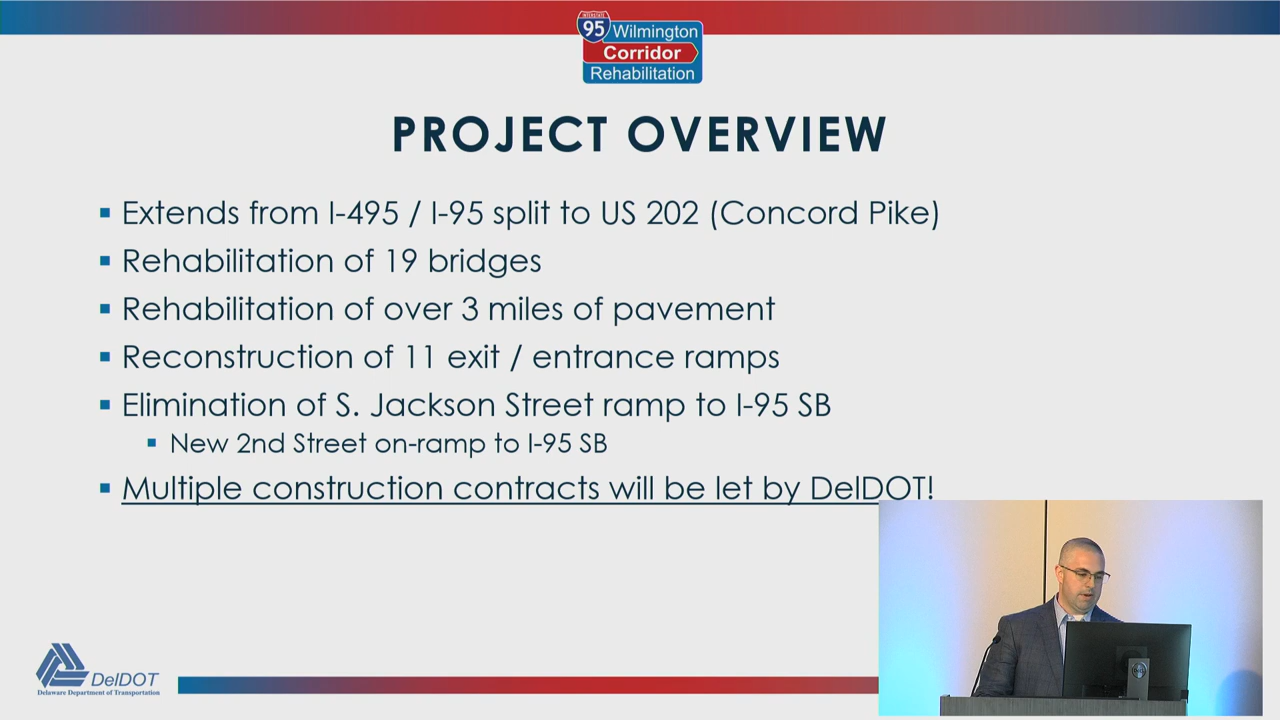 INTERSTATE
95 Wilmington
Corridor
Rehabilitation
PROJECT OVERVIEW
Extends from I-495 / I-95 split to US 202 (Concord Pike)
Rehabilitation of 19 bridges
Rehabilitation of over 3 miles of pavement
Reconstruction of 11 exit / entrance ramps
Elimination of S. Jackson Street ramp to I-95 SB
New 2nd Street on-ramp to I-95 SB
Multiple construction contracts will be let by DelDOT!
DelDOT
Delaware Department of Transportation